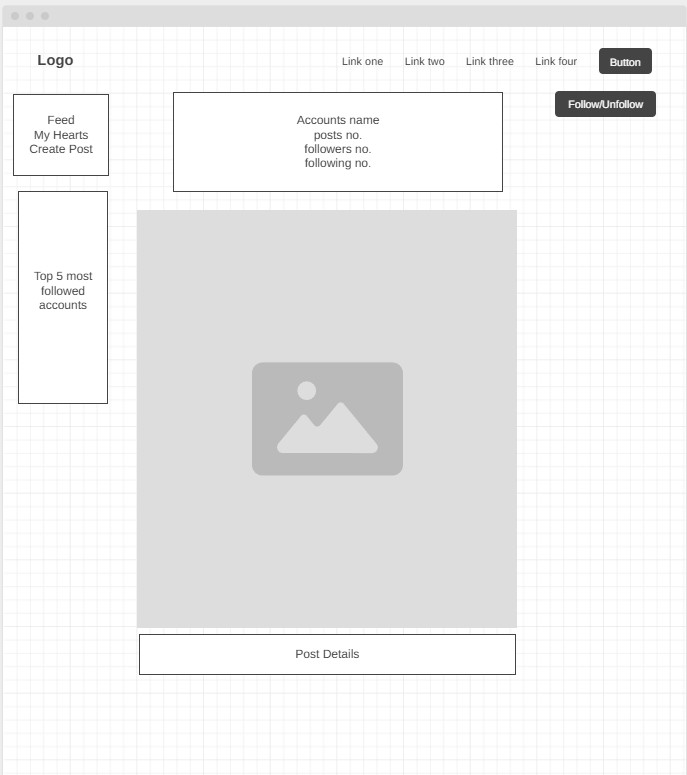 Logo
Link one
Link two
Link three
Link four
Button
Follow/Unfollow
Feed
My Hearts
Create Post
Accounts name
posts no.
followers no.
following no.
Top 5 most
followed
accounts
Post Details